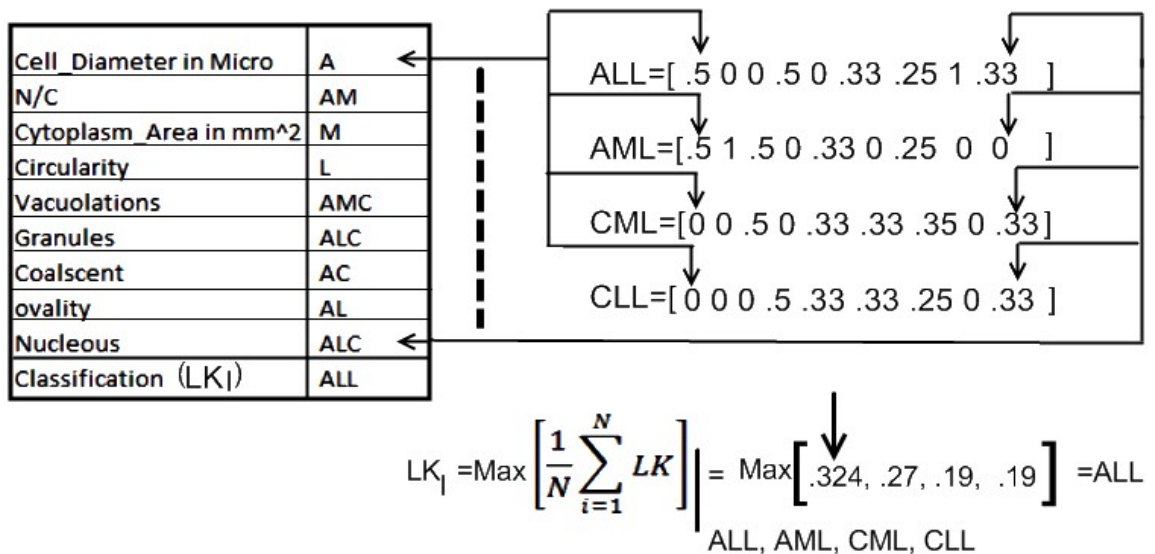 Cell_Diameter in Micro A
N/C AM
Cytoplasm_Area in mm^2 M
Circularity L
Vacuolations AMC
Granules ALC
Coalscent AC
ovality AL
Nucleous ALC
Classification (LK|) ALL
ALL=[ .5 0 0 .5 0 .33 .25 1 .33 ]
AML=[.5 1 .5 0 .33 0 .25 0 0 ]
CML=[0 0 .5 0 .33 .33 .35 0 .33]
CLL=[0 0 0 .5 .33 .33 .25 0 .33 ]
LK| =Max [1/N ∑ i=1 N LK] | = Max[.324, .27, .19, .19] =ALL
ALL, AML, CML, CLL